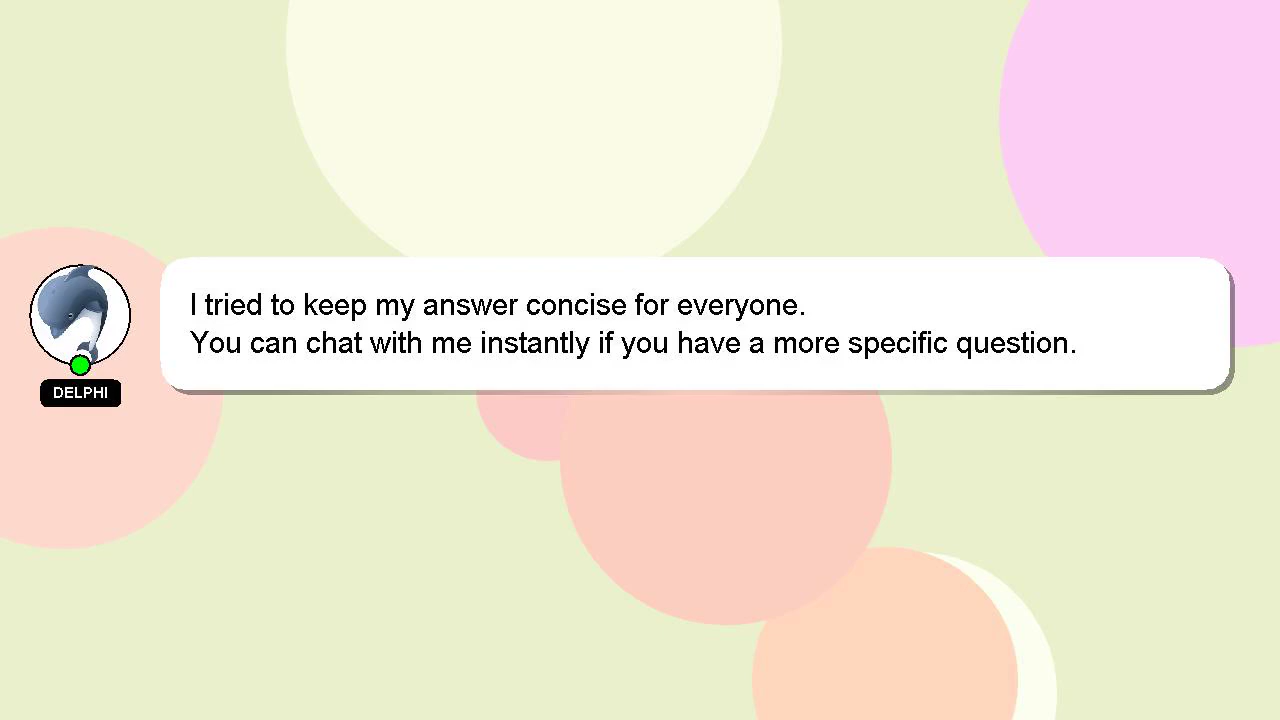 I tried to keep my answer concise for everyone.
You can chat with me instantly if you have a more specific question.
DELPHI